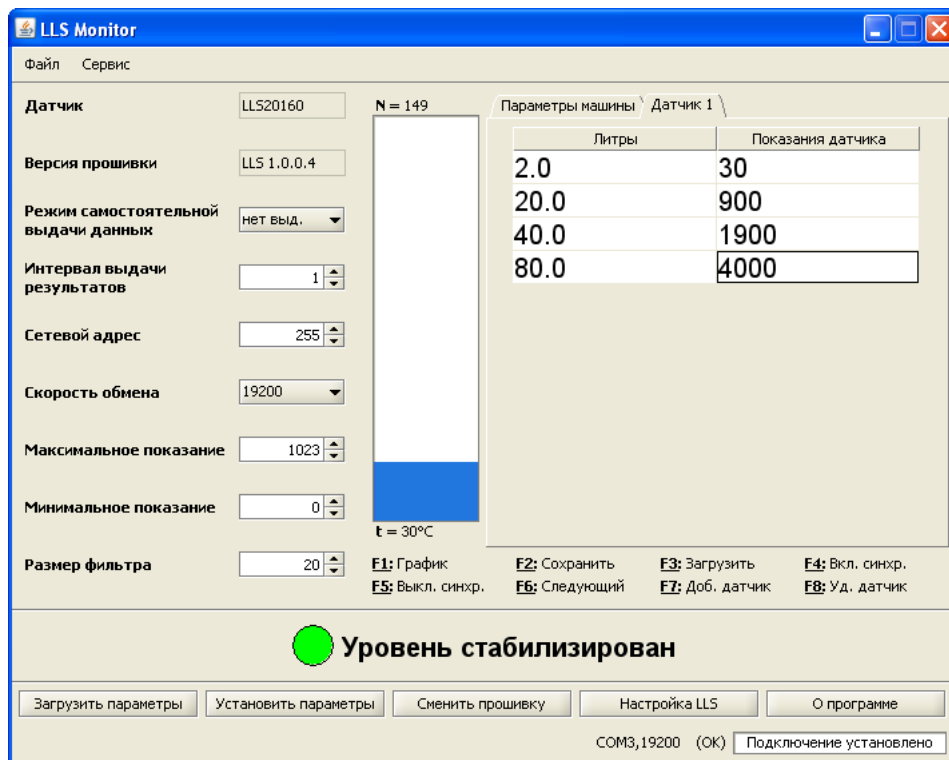 LLS Monitor
Файл Сервис
Датчик LLS20160
Версия прошивки LLS 1.0.0.4
Режим самостоятельной
выдачи данных нет выд.
Интервал выдачи
результатов 1
Сетевой адрес 255
Скорость обмена 19200
Максимальное показание 1023
Минимальное показание 0
Размер фильтра 20
N = 149
t = 30°C
Параметры машины Датчик 1
Литры Показания датчика
2.0 30
20.0 900
40.0 1900
80.0 4000
F1: График F2: Сохранить F3: Загрузить F4: Вкл. синхр.
F5: Выкл. синхр. F6: Следующий F7: Доб. датчик F8: Уд. датчик
Уровень стабилизирован
Загрузить параметры Установить параметры Сменить прошивку Настройка LLS О программе
COM3,19200 (OK) Подключение установлено